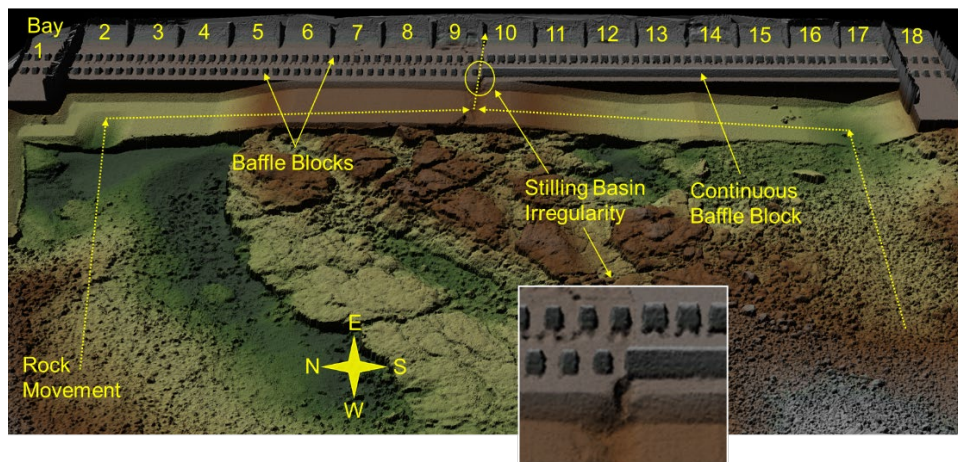 Bay
1 2 3 4 5 6 7 8 9 10 11 12 13 14 15 16 17 18
Baffle Blocks
Stilling Basin
Irregularity
Continuous
Baffle Block
Rock
Movement
E
N S
W